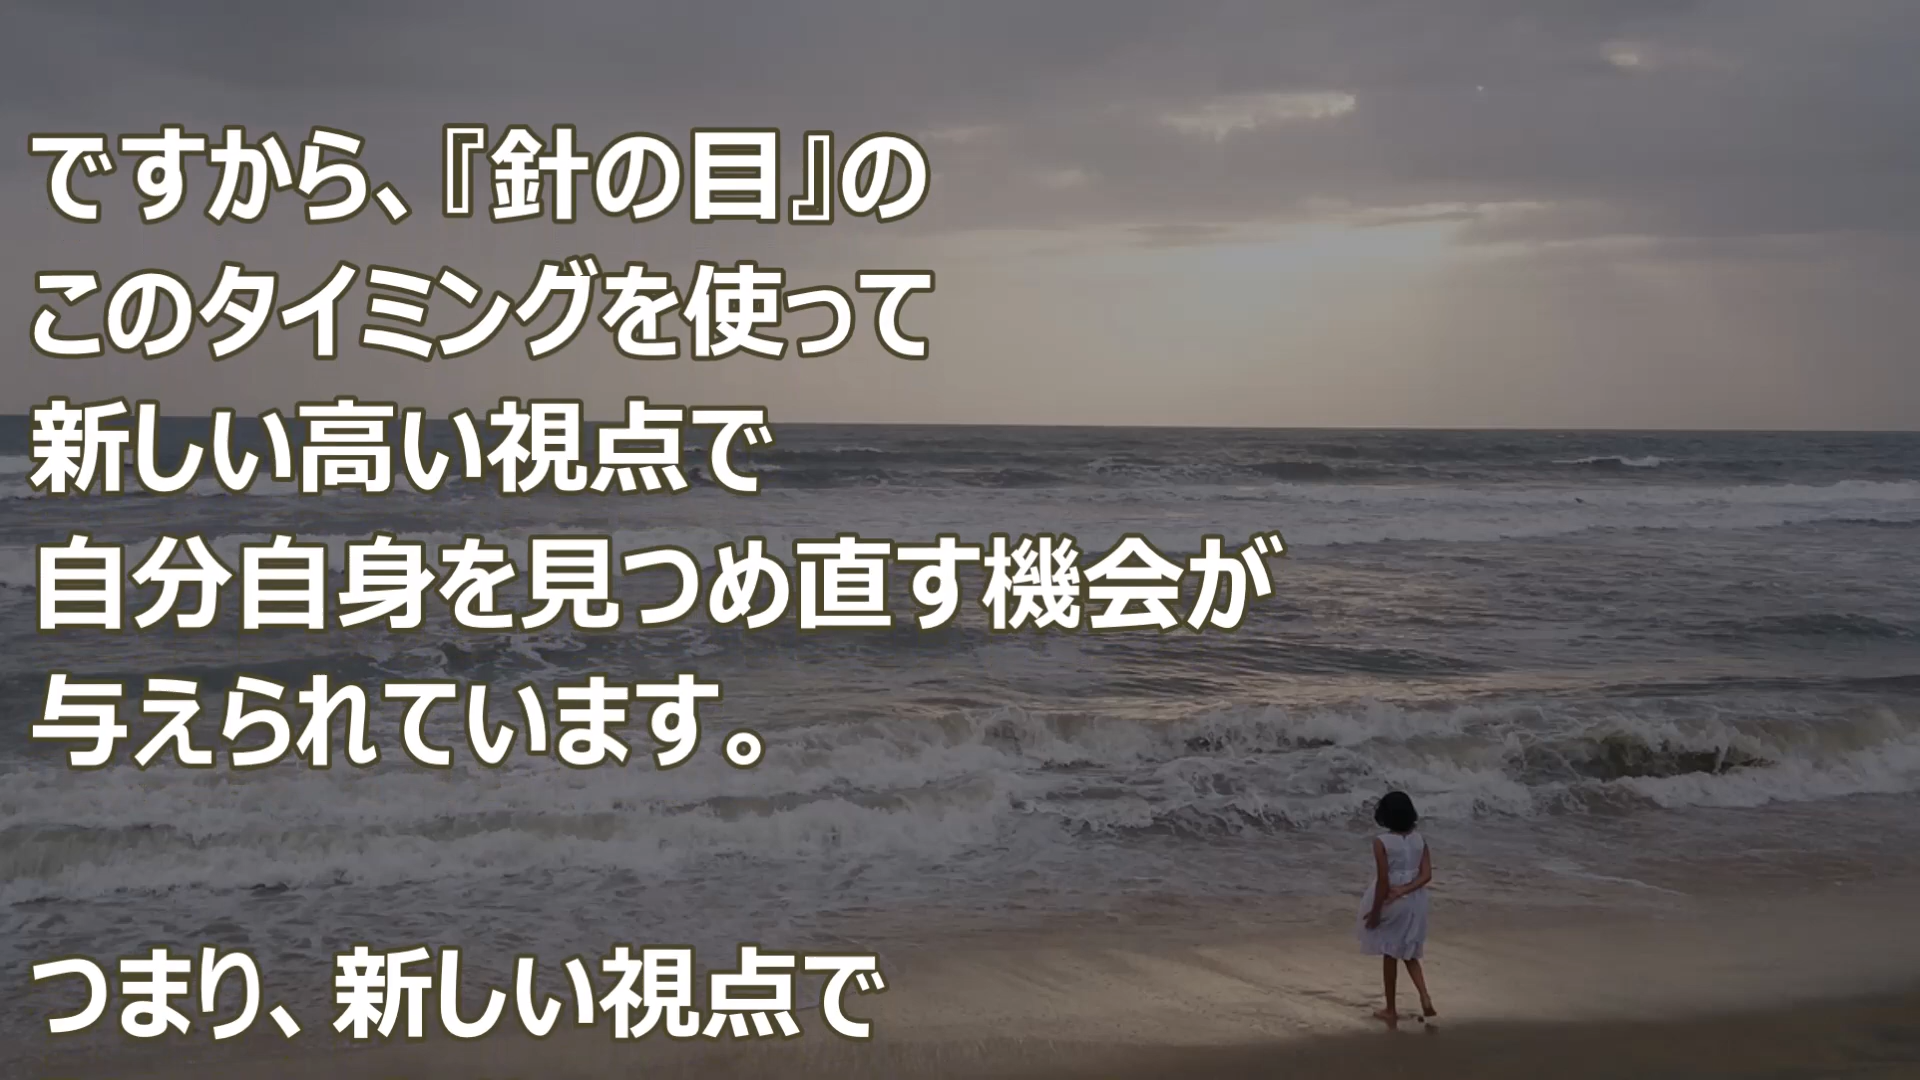 ですから、『針の目』の
このタイミングを使って
新しい高い視点で
自分自身を見つめ直す機会が
与えられています。
つまり、新しい視点で